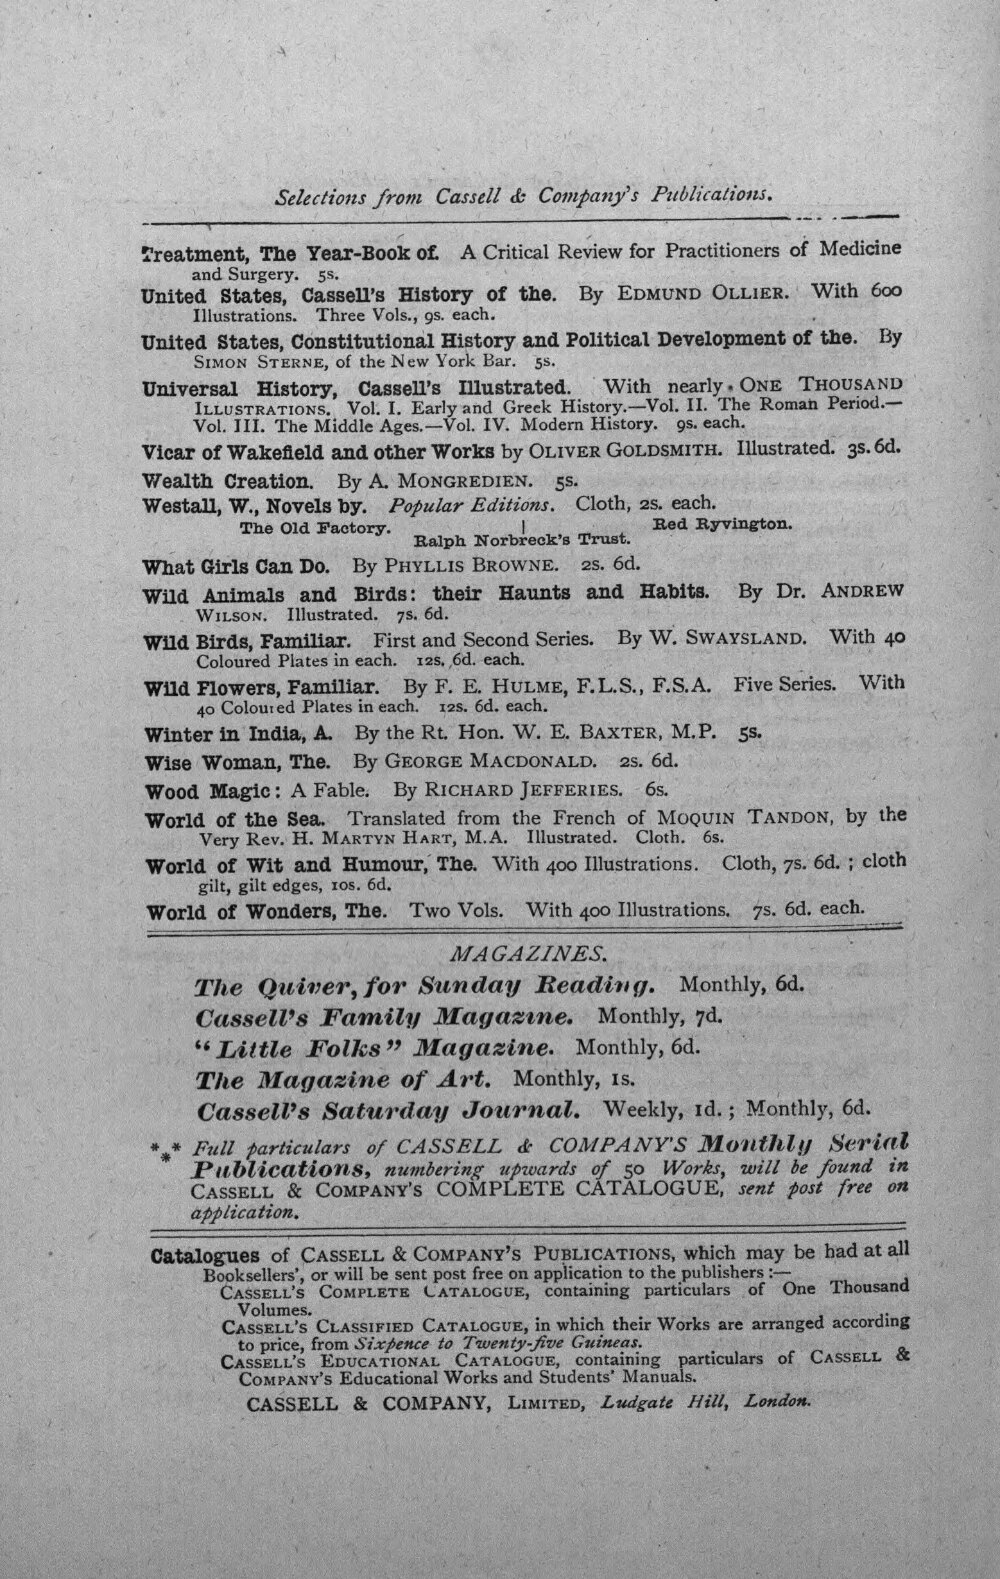 Selections from Cassell & Company's Publications.
Treatment, The Year-Book of. A Critical Review for Practitioners of Medicine
and Surgery. 5s.
United States, Cassell's History of the. By EDMUND OLLIER. With 600
Illustrations. Three Vols., 9s. each.
United States, Constitutional History and Political Development of the. By
SIMON STERNE, of the New York Bar. 5s.
Universal History, Cassell's Illustrated. With nearly ONE THOUSAND
ILLUSTRATIONS. Vol. I. Early and Greek History.—Vol. II. The Roman Period.—
Vol. III. The Middle Ages.—Vol. IV. Modern History. 9s. each.
Vicar of Wakefield and other Works by OLIVER GOLDSMITH. Illustrated. 3s. 6d.
Wealth Creation. By A. MONGREDIEN. 5s.
Westall, W., Novels by. Popular Editions. Cloth, 2s. each.
The Old Factory. | Red Ryvington.
Ralph Norbreck's Trust.
What Girls Can Do. By PHYLLIS BROWNE. 2s. 6d.
Wild Animals and Birds: their Haunts and Habits. By Dr. ANDREW
WILSON. Illustrated. 7s. 6d.
Wild Birds, Familiar. First and Second Series. By W. SWAYSLAND. With 40
Coloured Plates in each. 12s. 6d. each.
Wild Flowers, Familiar. By F. E. HULME, F.L.S., F.S.A. Five Series. With
40 Coloured Plates in each. 12s. 6d. each.
Winter in India, A. By the Rt. Hon. W. E. BAXTER, M.P. 5s.
Wise Woman, The. By GEORGE MACDONALD. 2s. 6d.
Wood Magic: A Fable. By RICHARD JEFFERIES. 6s.
World of the Sea. Translated from the French of MOQUIN TANDON, by the
Very Rev. H. MARTYN HART, M.A. Illustrated. Cloth. 6s.
World of Wit and Humour, The. With 400 Illustrations. Cloth, 7s. 6d. ; cloth
gilt, gilt edges, 10s. 6d.
World of Wonders, The. Two Vols. With 400 Illustrations. 7s. 6d. each.
MAGAZINES.
The Quiver, for Sunday Reading. Monthly, 6d.
Cassell's Family Magazine. Monthly, 7d.
"Little Folks" Magazine. Monthly, 6d.
The Magazine of Art. Monthly, 1s.
Cassell's Saturday Journal. Weekly, 1d. ; Monthly, 6d.
*** Full particulars of CASSELL & COMPANY'S Monthly Serial
Publications, numbering upwards of 50 Works, will be found in
CASSELL & COMPANY'S COMPLETE CATALOGUE, sent post free on
application.
Catalogues of CASSELL & COMPANY'S PUBLICATIONS, which may be had at all
Booksellers', or will be sent post free on application to the publishers :—
CASSELL'S COMPLETE CATALOGUE, containing particulars of One Thousand
Volumes.
CASSELL'S CLASSIFIED CATALOGUE, in which their Works are arranged according
to price, from Sixpence to Twenty-five Guineas.
CASSELL'S EDUCATIONAL CATALOGUE, containing particulars of CASSELL &
COMPANY'S Educational Works and Students' Manuals.
CASSELL & COMPANY, LIMITED, Ludgate Hill, London.